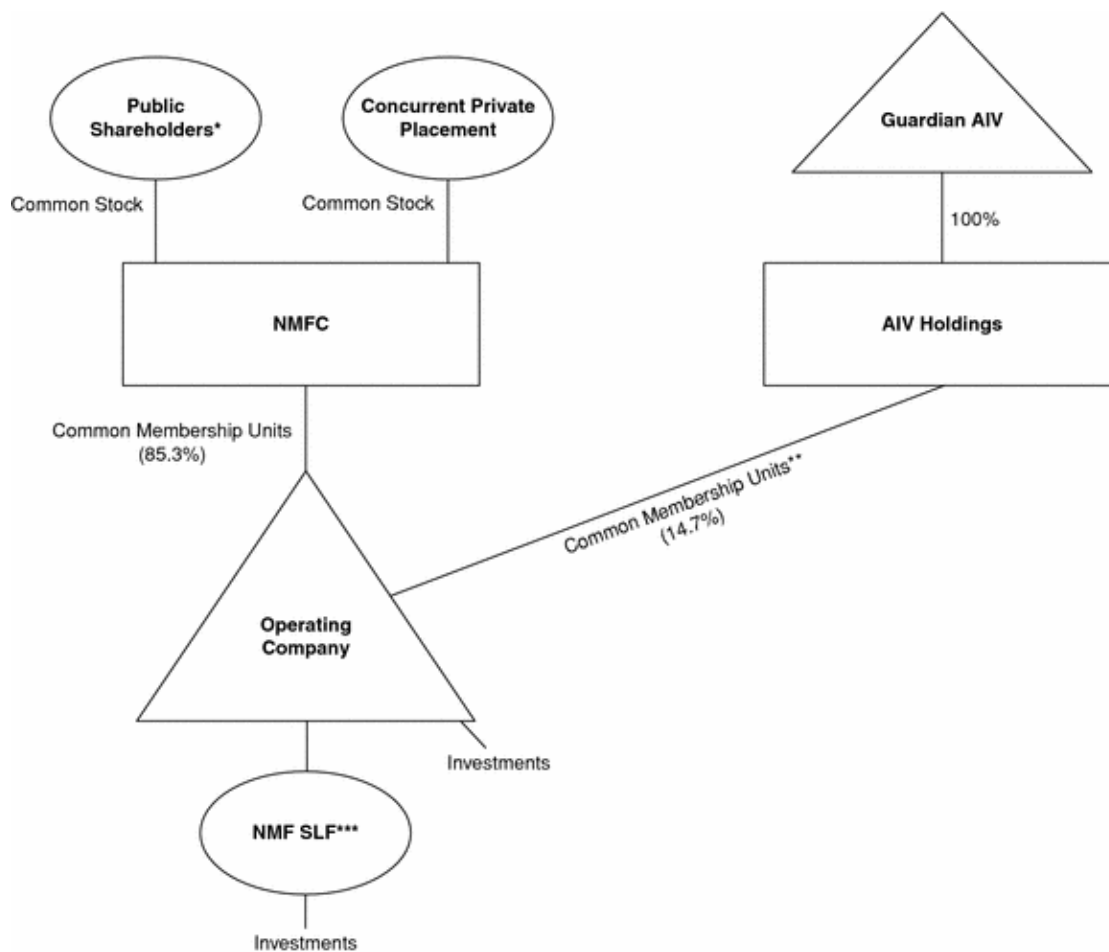 Public
Shareholders*
Concurrent Private
Placement
Guardian AIV
Common Stock
Common Stock
100%
NMFC
AIV Holdings
Common Membership Units
(85.3%)
Common Membership Units**
(14.7%)
Operating
Company
Investments
NMF SLF***
Investments